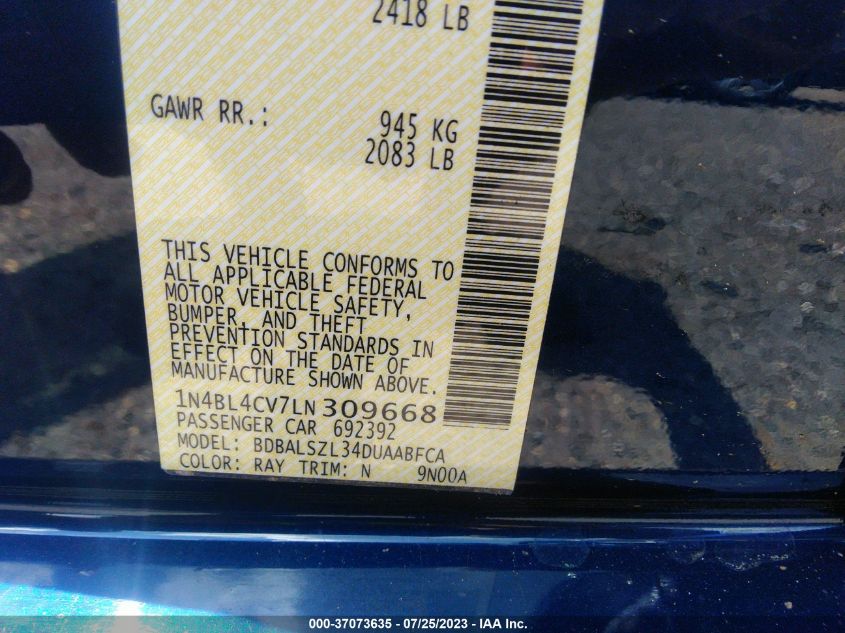 2418 LB
GAWR RR.: 945 KG
2083 LB
THIS VEHICLE CONFORMS TO
ALL APPLICABLE FEDERAL
MOTOR VEHICLE SAFETY,
BUMPER, AND THEFT
PREVENTION STANDARDS IN
EFFECT ON THE DATE OF
MANUFACTURE SHOWN ABOVE.
1N4BL4CV7LN309668
PASSENGER CAR 692392
MODEL: BDBALSZL34DUAABFCA
COLOR: RAY TRIM: N 9N00A
000-37073635 - 07/25/2023 - IAA Inc.